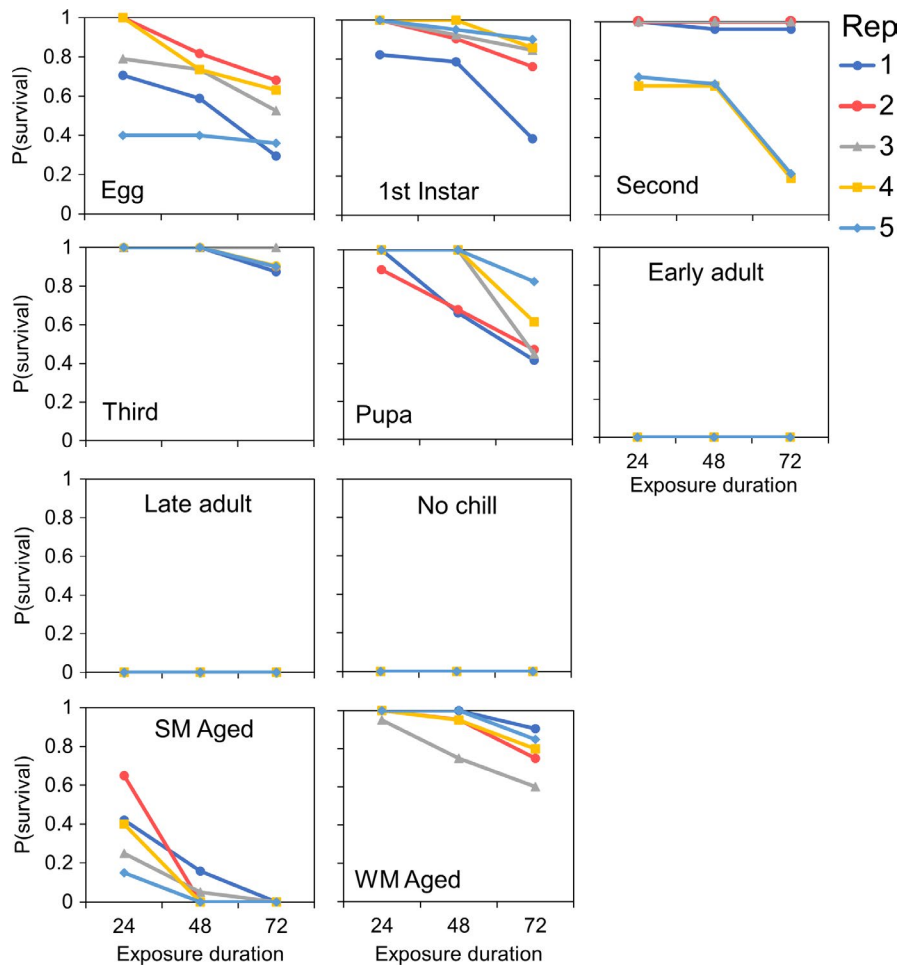 Rep
1
2
3
4
5
P(survival)
1
0.8
0.6
0.4
0.2
0
Egg
1st Instar
Second
P(survival)
1
0.8
0.6
0.4
0.2
0
Third
Pupa
Early adult
24 48 72
Exposure duration
P(survival)
1
0.8
0.6
0.4
0.2
0
Late adult
No chill
P(survival)
1
0.8
0.6
0.4
0.2
0
SM Aged
WM Aged
24 48 72
Exposure duration
24 48 72
Exposure duration